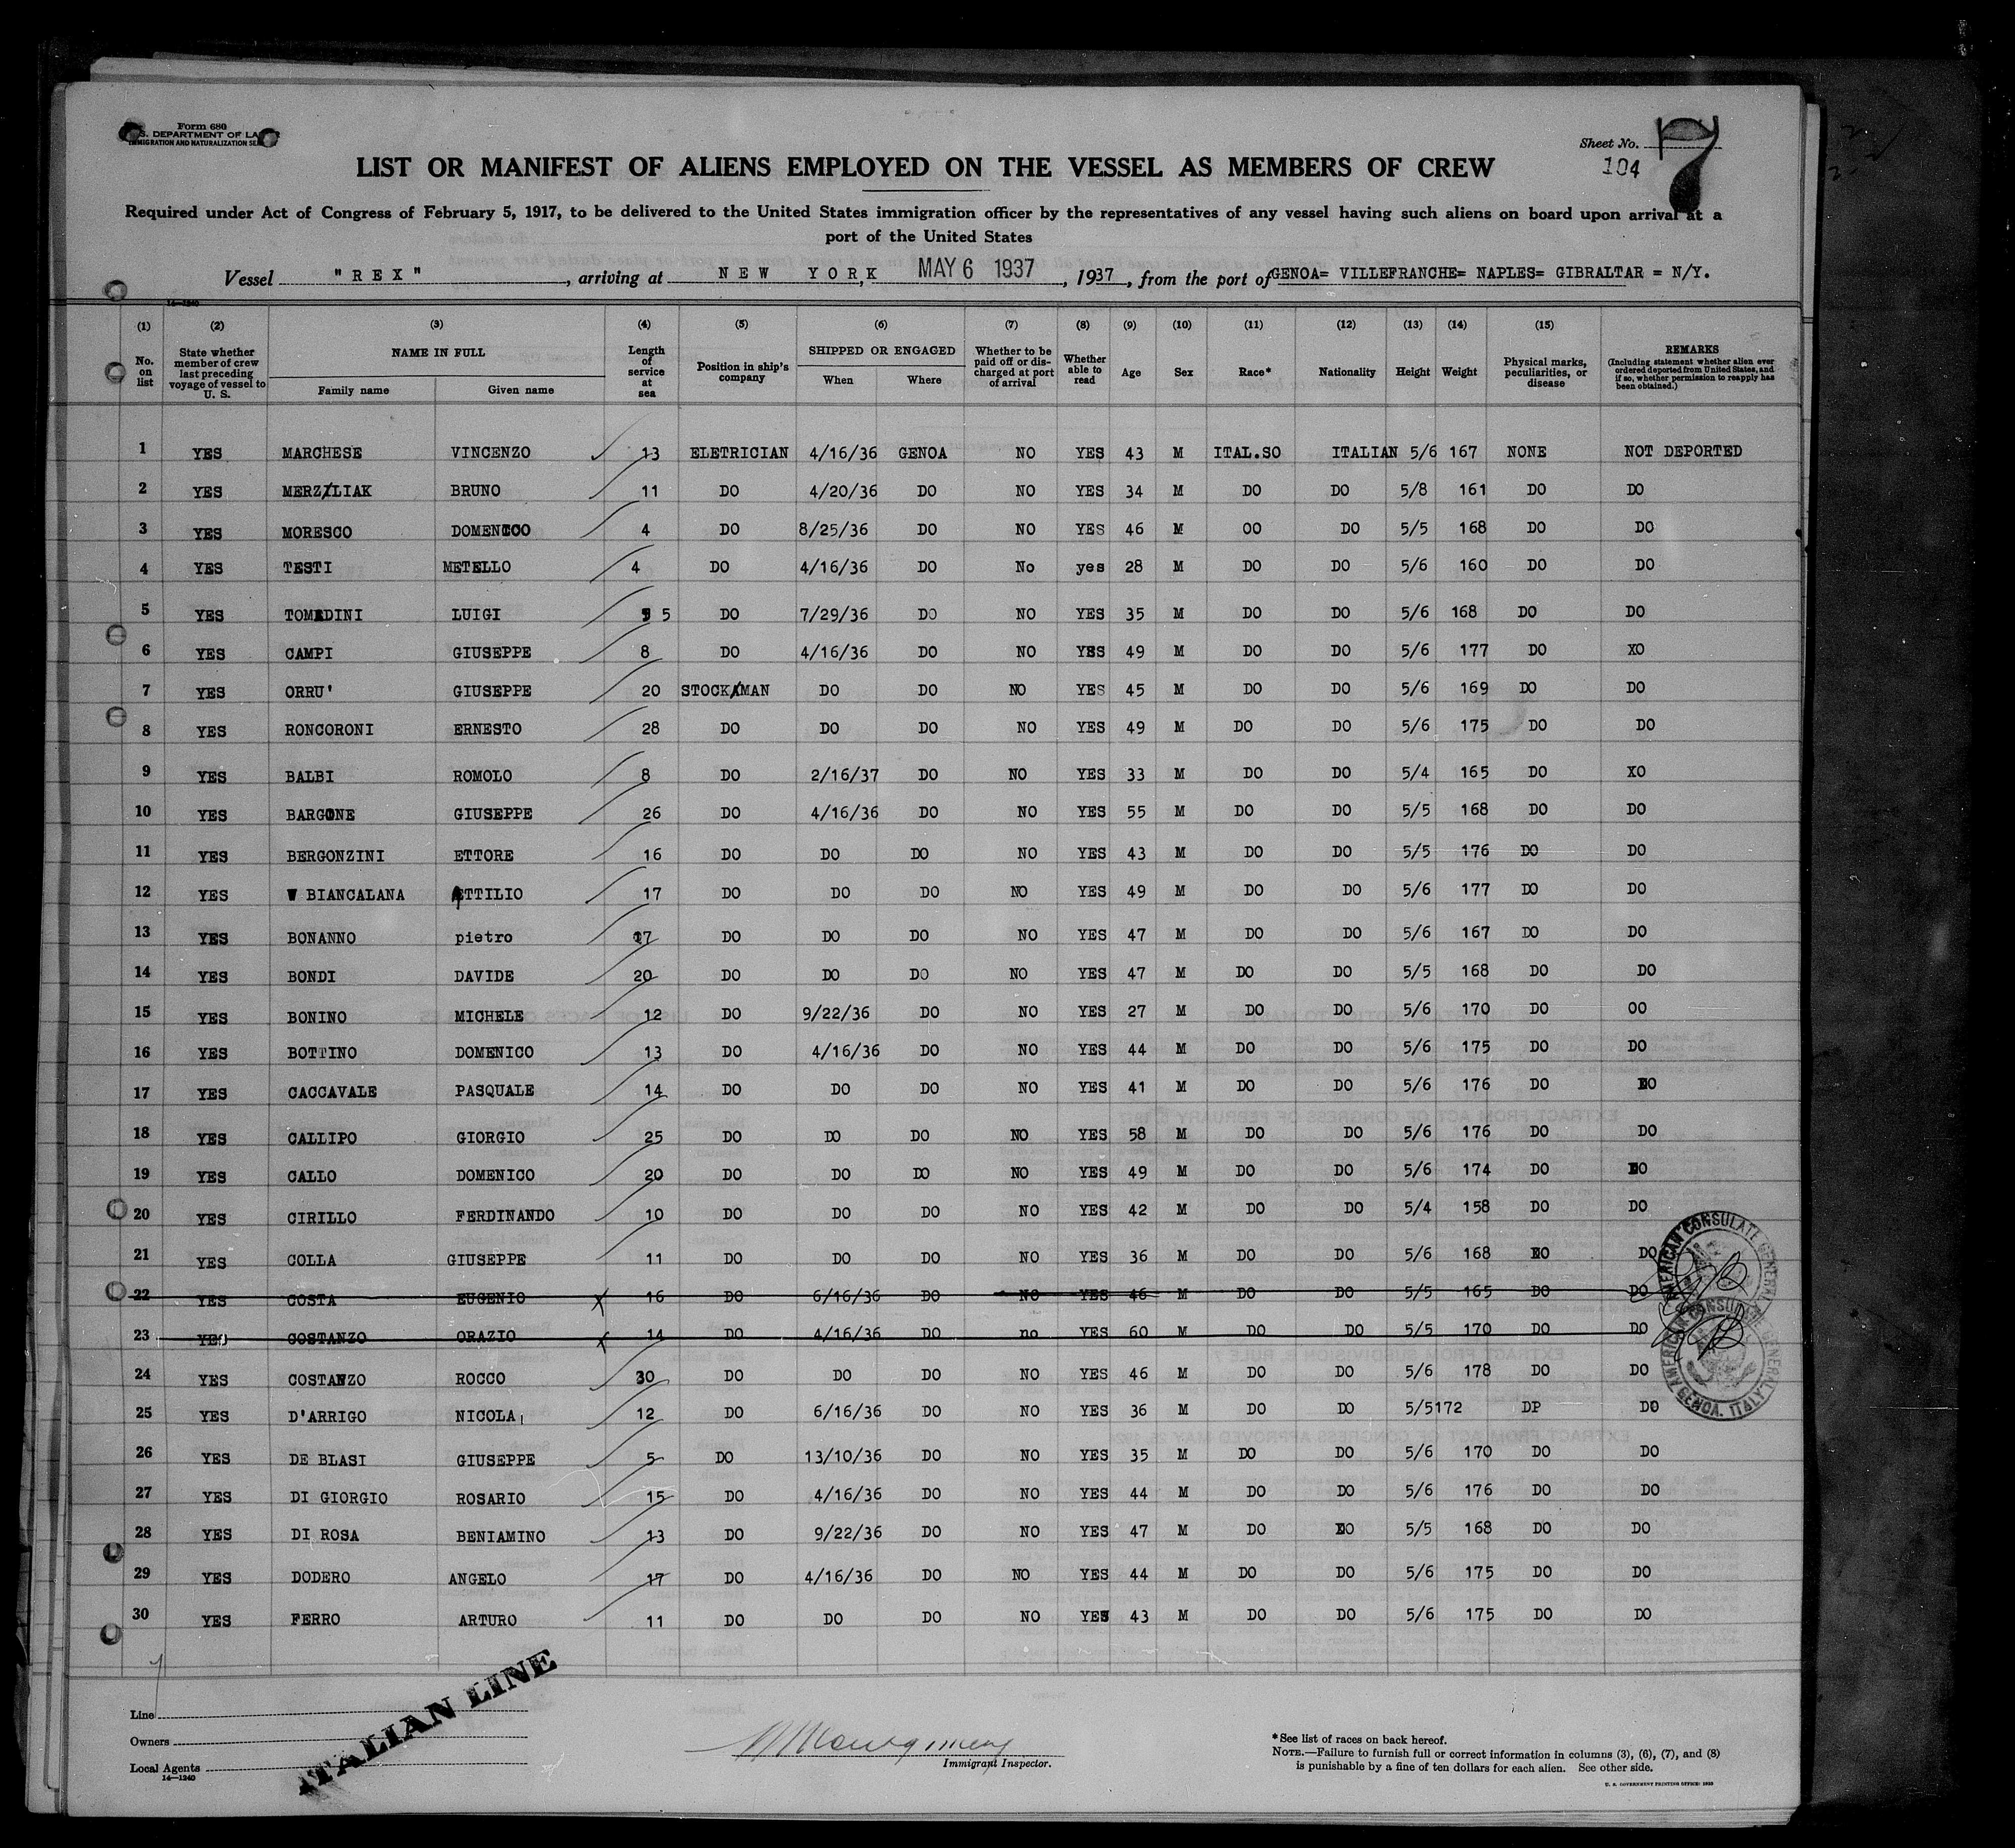 Form 680
S. DEPARTMENT OF LA
IMMIGRATION AND NATURALIZATION SE
Sheet No. 7
104
LIST OR MANIFEST OF ALIENS EMPLOYED ON THE VESSEL AS MEMBERS OF CREW
Required under Act of Congress of February 5, 1917, to be delivered to the United States immigration officer by the representatives of any vessel having such aliens on board upon arrival at a
port of the United States
Vessel "REX", arriving at NEW YORK, MAY 6 1937, 1937, from the port of GENOA= VILLEFRANCHE= NAPLES= GIBRALTAR = N/Y.
14—1240
(1) (2) (3) (4) (5) (6) (7) (8) (9) (10) (11) (12) (13) (14) (15)
No. on list State whether member of crew last preceding voyage of vessel to U. S. NAME IN FULL Family name Given name Length of service at sea Position in ship's company SHIPPED OR ENGAGED When Where Whether to be paid off or discharged at port of arrival Whether able to read Age Sex Race* Nationality Height Weight Physical marks, peculiarities, or disease REMARKS (Including statement whether alien ever ordered deported from United States, and if so, whether permission to reapply has been obtained.)
1 YES MARCHESE VINCENZO 13 ELETRICIAN 4/16/36 GENOA NO YES 43 M ITAL.SO ITALIAN 5/6 167 NONE NOT DEPORTED
2 YES MERZLIAK BRUNO 11 DO 4/20/36 DO NO YES 34 M DO DO 5/8 161 DO DO
3 YES MORESCO DOMENICO 4 DO 8/25/36 DO NO YES 46 M OO DO 5/5 168 DO DO
4 YES TESTI METELLO 4 DO 4/16/36 DO No yes 28 M DO DO 5/6 160 DO DO
5 YES TOMADINI LUIGI 5 DO 7/29/36 DO NO YES 35 M DO DO 5/6 168 DO DO
6 YES CAMPI GIUSEPPE 8 DO 4/16/36 DO NO YES 49 M DO DO 5/6 177 DO XO
7 YES ORRU' GIUSEPPE 20 STOCKMAN DO DO NO YES 45 M DO DO 5/6 169 DO DO
8 YES RONCORONI ERNESTO 28 DO DO DO NO YES 49 M DO DO 5/6 175 DO DO
9 YES BALBI ROMOLO 8 DO 2/16/37 DO NO YES 33 M DO DO 5/4 165 DO XO
10 YES BARGONE GIUSEPPE 26 DO 4/16/36 DO NO YES 55 M DO DO 5/5 168 DO DO
11 YES BERGONZINI ETTORE 16 DO DO DO NO YES 43 M DO DO 5/5 176 DO DO
12 YES BIANCALANA ATTILIO 17 DO DO DO NO YES 49 M DO DO 5/6 177 DO DO
13 YES BONANNO pietro 17 DO DO DO NO YES 47 M DO DO 5/6 167 DO DO
14 YES BONDI DAVIDE 20 DO DO DO NO YES 47 M DO DO 5/5 168 DO DO
15 YES BONINO MICHELE 12 DO 9/22/36 DO NO YES 27 M DO DO 5/6 170 DO OO
16 YES BOTTINO DOMENICO 13 DO 4/16/36 DO NO YES 44 M DO DO 5/6 175 DO DO
17 YES CACCAVALE PASQUALE 14 DO DO DO NO YES 41 M DO DO 5/6 176 DO DO
18 YES CALLIPO GIORGIO 25 DO DO DO NO YES 58 M DO DO 5/6 176 DO DO
19 YES CALLO DOMENICO 20 DO DO DO NO YES 49 M DO DO 5/6 174 DO DO
20 YES CIRILLO FERDINANDO 10 DO DO DO NO YES 42 M DO DO 5/4 158 DO DO
21 YES COLLA GIUSEPPE 11 DO DO DO NO YES 36 M DO DO 5/6 168 DO DO
22 YES COSTA EUGENIO X 16 DO 6/16/36 DO NO YES 46 M DO DO 5/5 165 DO DO
23 YES COSTANZO ORAZIO X 14 DO 4/16/36 DO no YES 60 M DO DO 5/5 170 DO DO
24 YES COSTANZO ROCCO 30 DO DO DO NO YES 46 M DO DO 5/6 178 DO DO
25 YES D'ARRIGO NICOLA 12 DO 6/16/36 DO NO YES 36 M DO DO 5/5 172 DP DO
26 YES DE BLASI GIUSEPPE 5 DO 13/10/36 DO NO YES 35 M DO DO 5/6 170 DO DO
27 YES DI GIORGIO ROSARIO 15 DO 4/16/36 DO NO YES 44 M DO DO 5/6 176 DO DO
28 YES DI ROSA BENIAMINO 13 DO 9/22/36 DO NO YES 47 M DO DO 5/5 168 DO DO
29 YES DODERO ANGELO 17 DO 4/16/36 DO NO YES 44 M DO DO 5/6 175 DO DO
30 YES FERRO ARTURO 11 DO DO DO NO YES 43 M DO DO 5/6 175 DO DO
AMERICAN CONSULATE GENERAL
AMERICAN CONSULATE GENERAL GENOA, ITALY
Line
Owners
Local Agents
14—1240
ITALIAN LINE
Montgomery
Immigrant Inspector.
*See list of races on back hereof.
NOTE.—Failure to furnish full or correct information in columns (3), (6), (7), and (8)
is punishable by a fine of ten dollars for each alien. See other side.
U. S. GOVERNMENT PRINTING OFFICE: